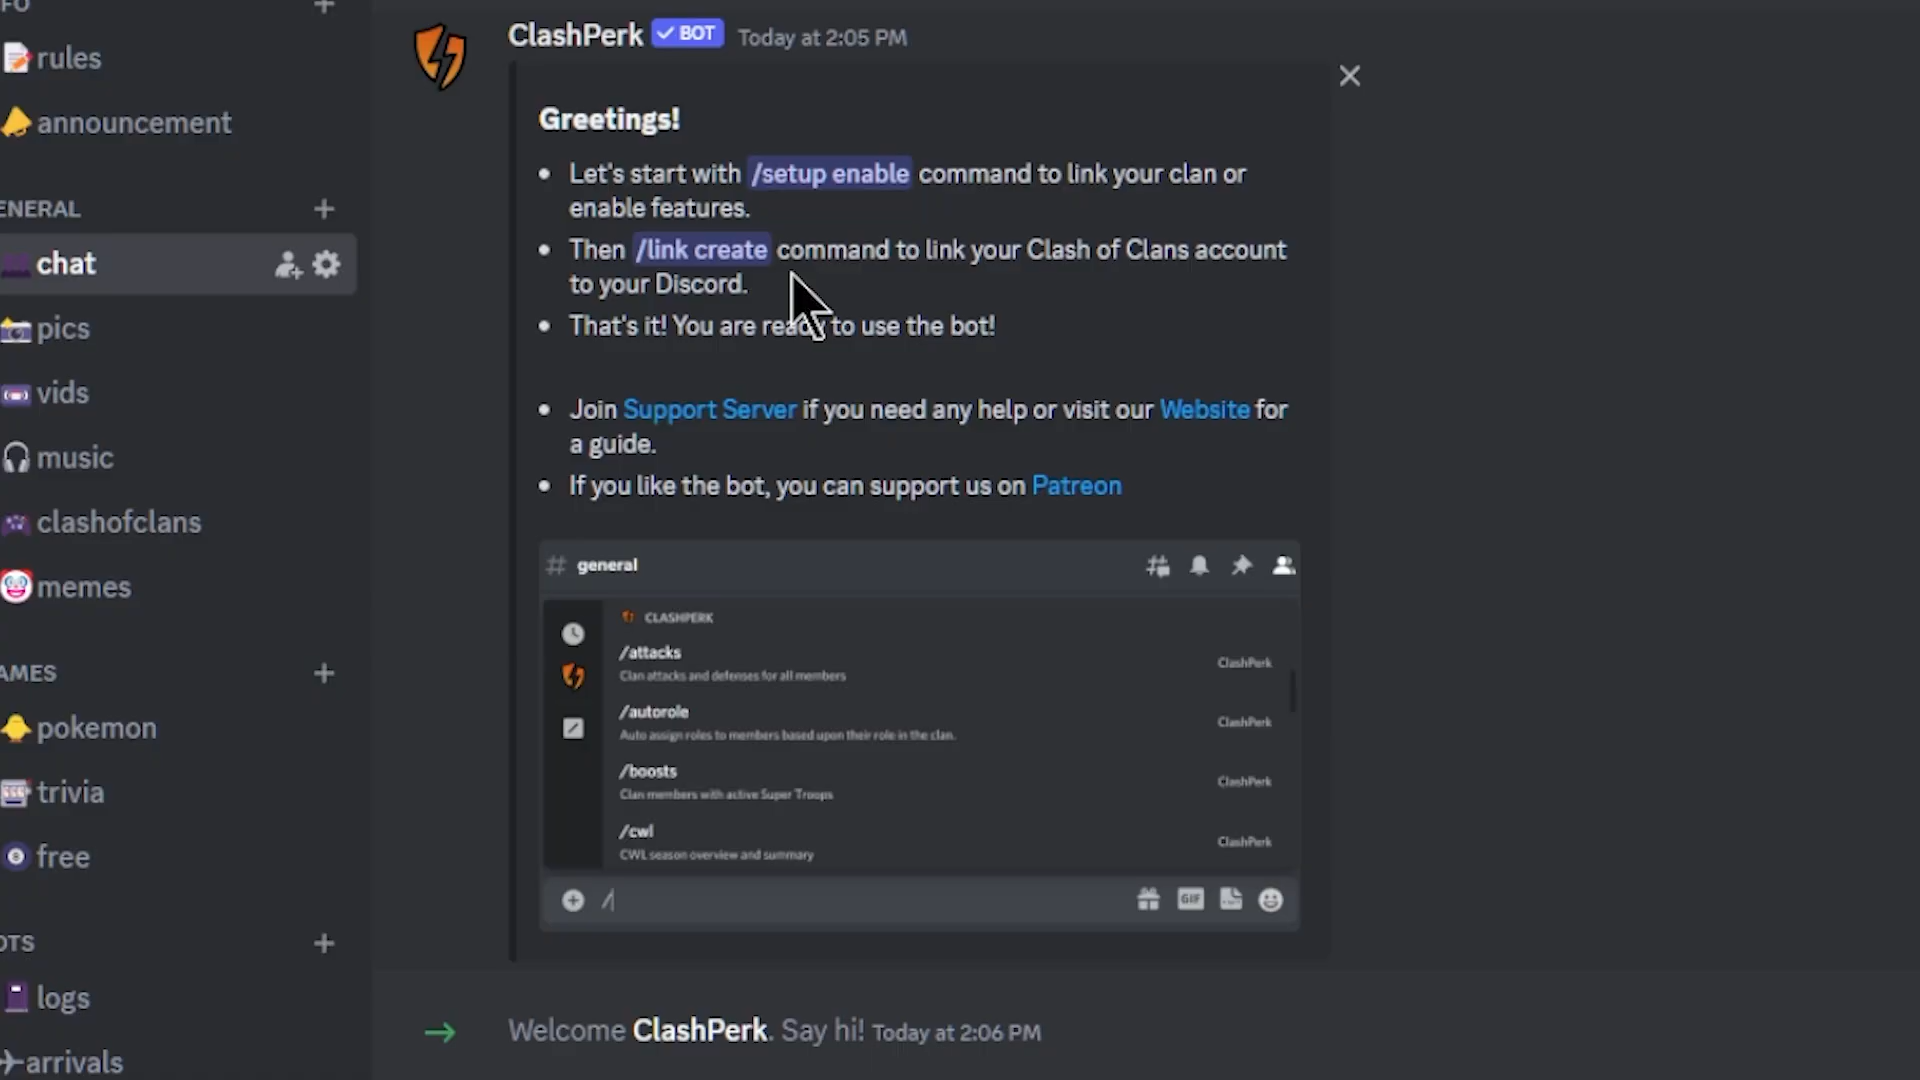 FO
rules
announcement
ENERAL
chat
pics
vids
music
clashofclans
memes
AMES
pokemon
trivia
free
OTS
logs
arrivals
ClashPerk BOT Today at 2:05 PM
Greetings!
Let's start with /setup enable command to link your clan or
enable features.
Then /link create command to link your Clash of Clans account
to your Discord.
That's it! You are ready to use the bot!
Join Support Server if you need any help or visit our Website for
a guide.
If you like the bot, you can support us on Patreon
# general
CLASHPERK
/attacks
Clan attacks and defenses for all members
ClashPerk
/autorole
Auto assign roles to members based upon their role in the clan.
ClashPerk
/boosts
Clan members with active Super Troops
ClashPerk
/cwl
CWL season overview and summary
ClashPerk
/
GIF
Welcome ClashPerk. Say hi! Today at 2:06 PM